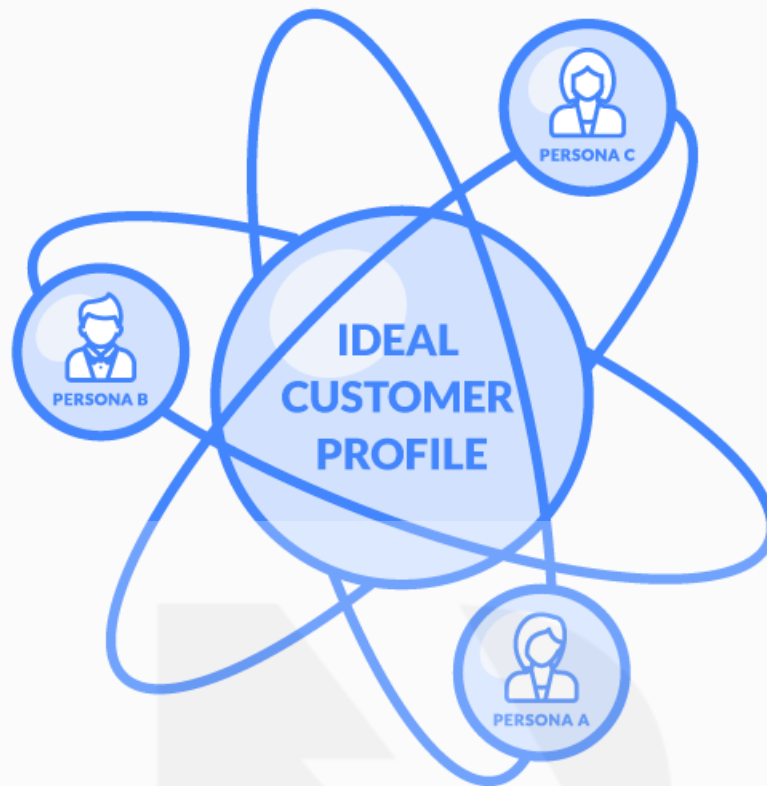 PERSONA C
IDEAL
CUSTOMER
PROFILE
PERSONA B
PERSONA A